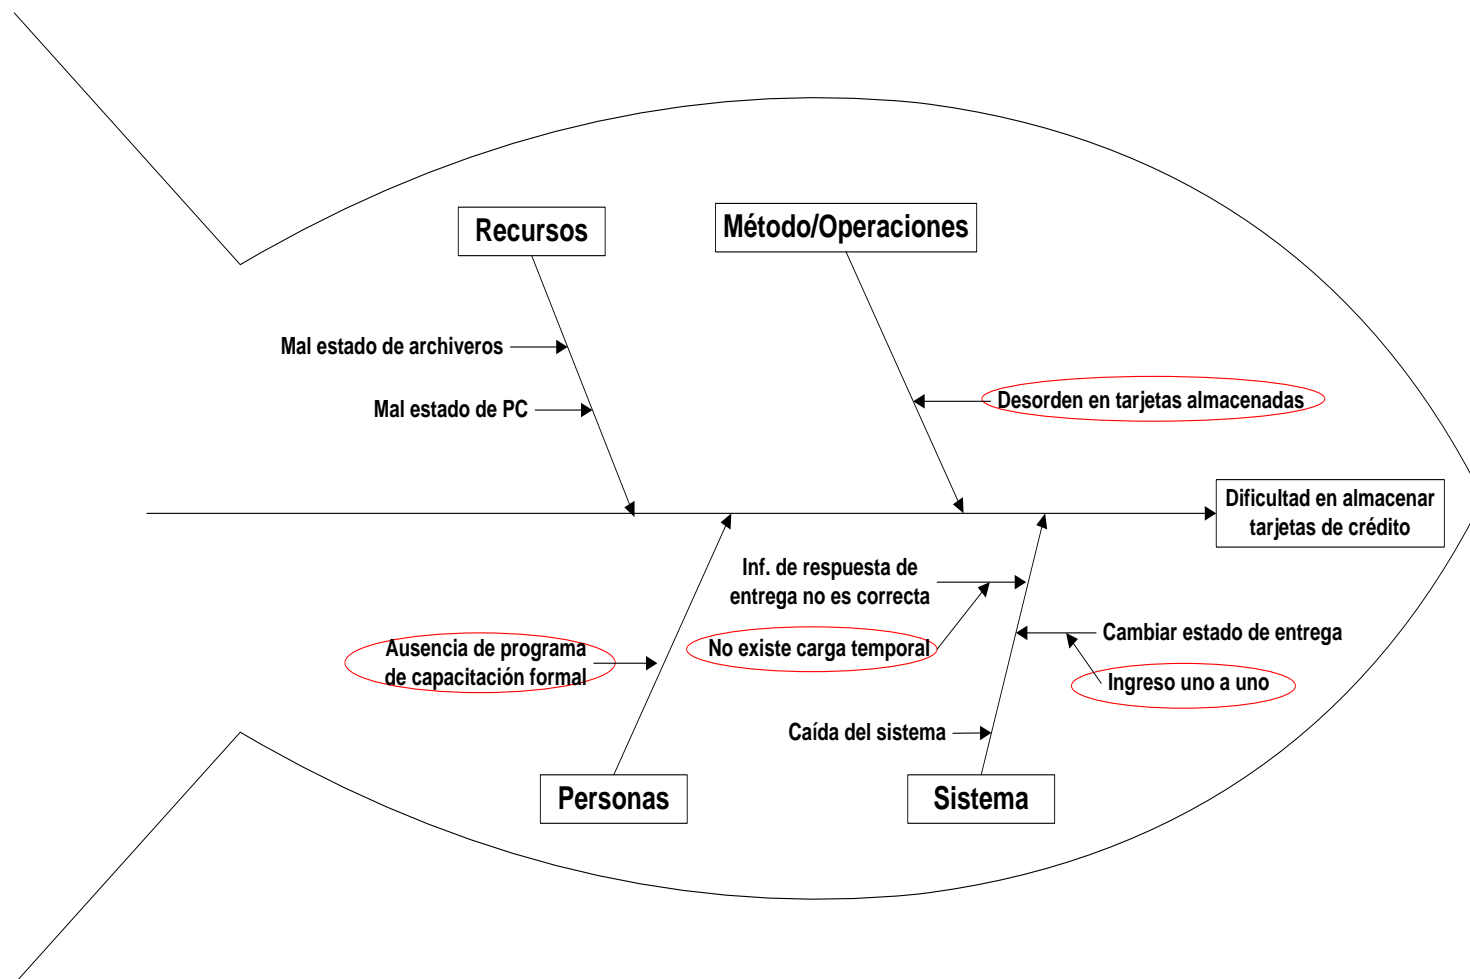 Recursos
Método/Operaciones
Mal estado de archiveros
Mal estado de PC
Desorden en tarjetas almacenadas
Dificultad en almacenar
tarjetas de crédito
Inf. de respuesta de
entrega no es correcta
Ausencia de programa
de capacitación formal
No existe carga temporal
Cambiar estado de entrega
Ingreso uno a uno
Caída del sistema
Personas
Sistema